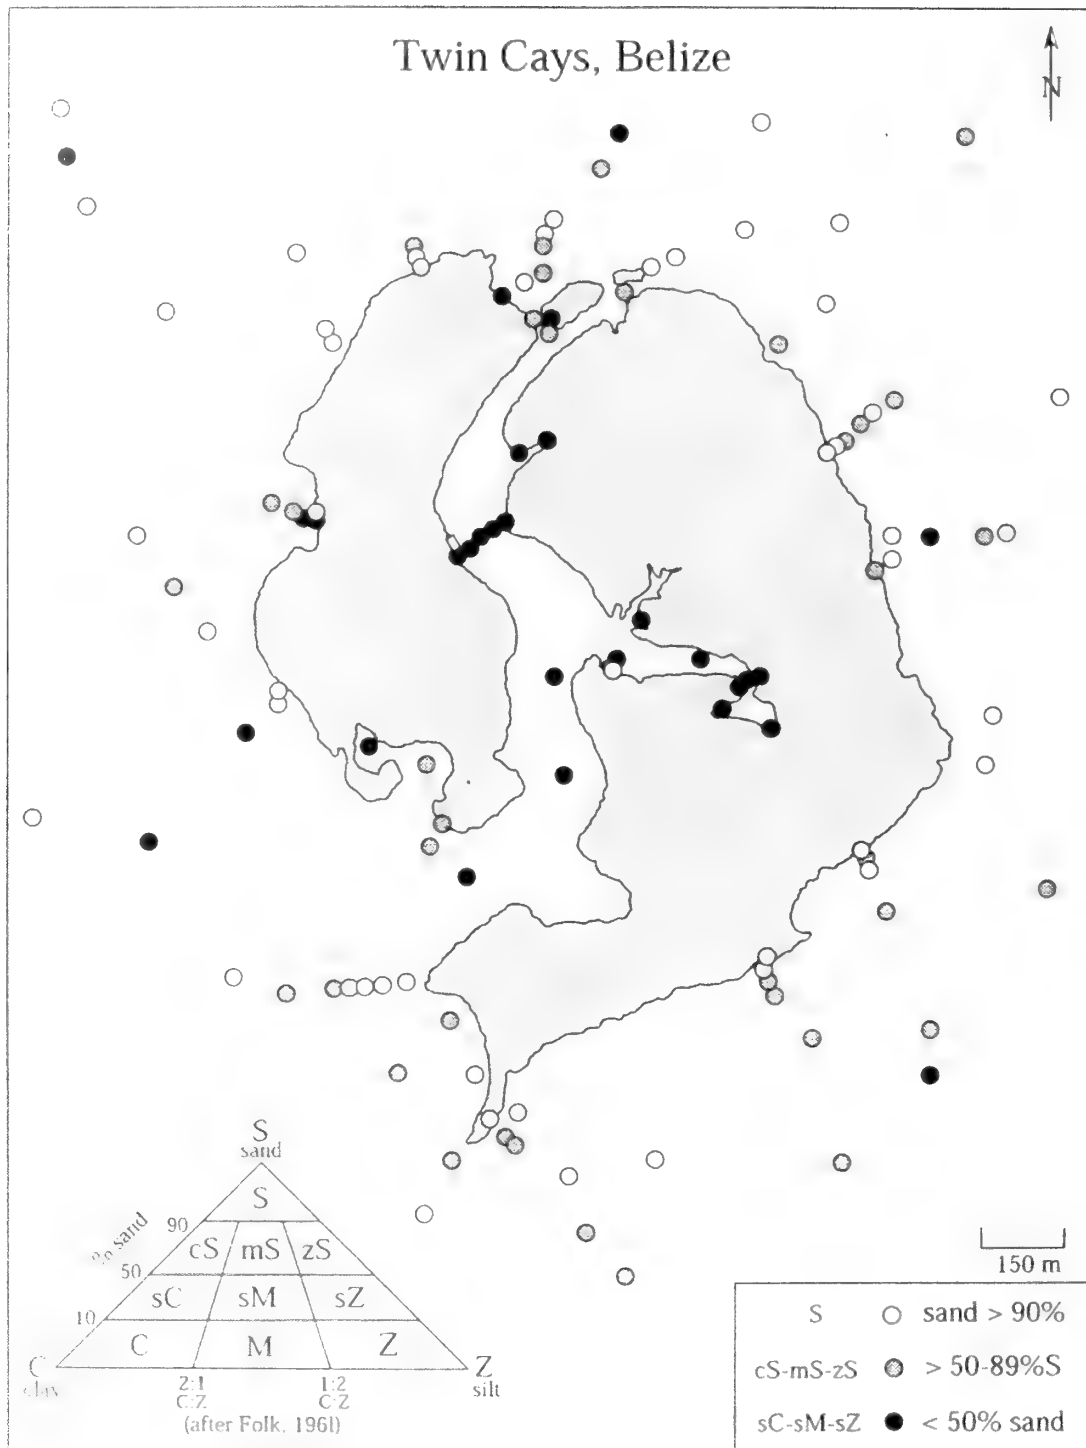 Twin Cays, Belize
N
S
sand
% sand
90
50
10
S
cS mS zS
sC sM sZ
C M Z
C
clay
Z
silt
2:1
C:Z
1:2
C:Z
(after Folk, 1961)
150 m
S sand > 90%
cS-mS-zS > 50-89%S
sC-sM-sZ < 50% sand